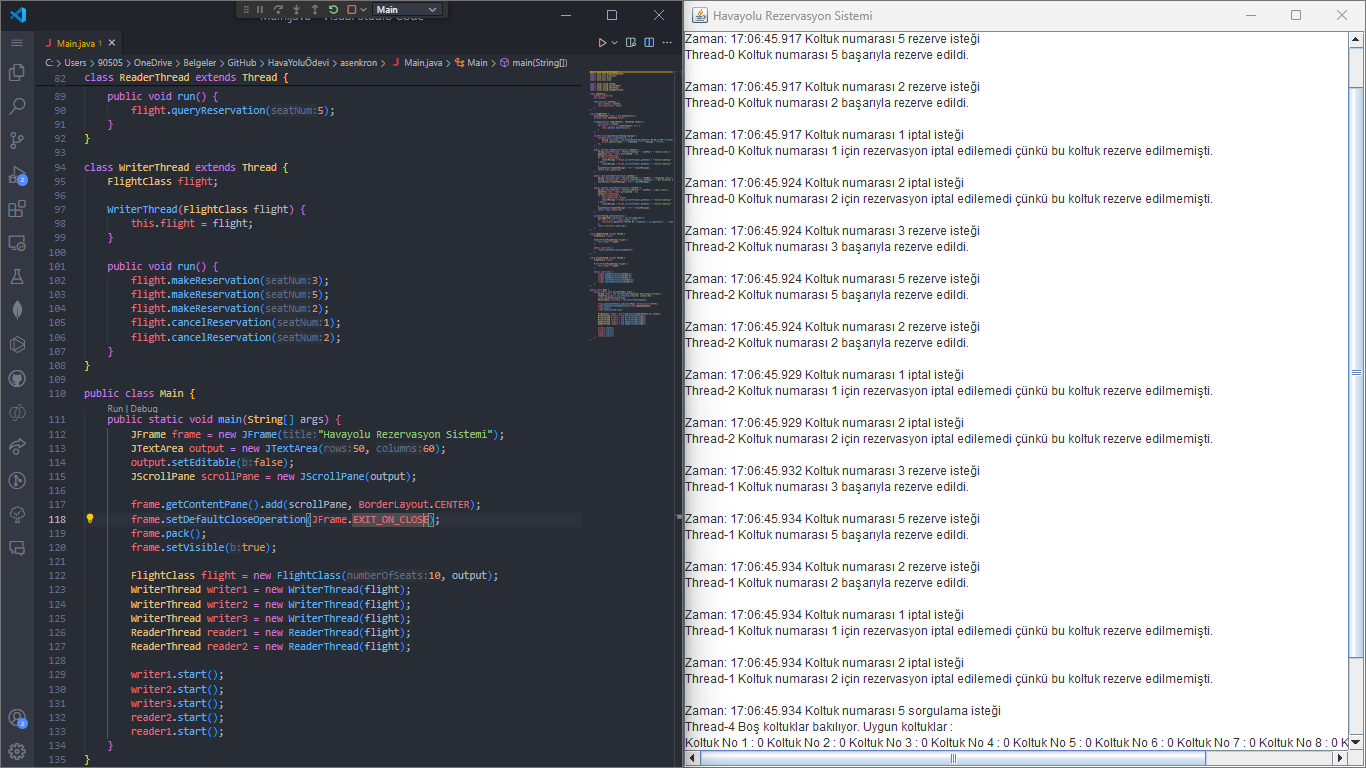 Main.java - Visual Studio Code
Main
Main.java 1
C: > Users > 90505 > OneDrive > Belgeler > GitHub > HavaYoluÖdevi > asenkron > Main.java > Main > main(String[])
82 class ReaderThread extends Thread {
89 public void run() {
90 flight.queryReservation(seatNum:5);
91 }
92 }
93
94 class WriterThread extends Thread {
95 FlightClass flight;
96
97 WriterThread(FlightClass flight) {
98 this.flight = flight;
99 }
100
101 public void run() {
102 flight.makeReservation(seatNum:3);
103 flight.makeReservation(seatNum:5);
104 flight.makeReservation(seatNum:2);
105 flight.cancelReservation(seatNum:1);
106 flight.cancelReservation(seatNum:2);
107 }
108 }
109
110 public class Main {
Run | Debug
111 public static void main(String[] args) {
112 JFrame frame = new JFrame(title:"Havayolu Rezervasyon Sistemi");
113 JTextArea output = new JTextArea(rows:50, columns:60);
114 output.setEditable(b:false);
115 JScrollPane scrollPane = new JScrollPane(output);
116
117 frame.getContentPane().add(scrollPane, BorderLayout.CENTER);
118 frame.setDefaultCloseOperation(JFrame.EXIT_ON_CLOSE);
119 frame.pack();
120 frame.setVisible(b:true);
121
122 FlightClass flight = new FlightClass(numberOfSeats:10, output);
123 WriterThread writer1 = new WriterThread(flight);
124 WriterThread writer2 = new WriterThread(flight);
125 WriterThread writer3 = new WriterThread(flight);
126 ReaderThread reader1 = new ReaderThread(flight);
127 ReaderThread reader2 = new ReaderThread(flight);
128
129 writer1.start();
130 writer2.start();
131 writer3.start();
132 reader2.start();
133 reader1.start();
134 }
135 }
2
2
Havayolu Rezervasyon Sistemi
Zaman: 17:06:45.917 Koltuk numarası 5 rezerve isteği
Thread-0 Koltuk numarası 5 başarıyla rezerve edildi.
Zaman: 17:06:45.917 Koltuk numarası 2 rezerve isteği
Thread-0 Koltuk numarası 2 başarıyla rezerve edildi.
Zaman: 17:06:45.917 Koltuk numarası 1 iptal isteği
Thread-0 Koltuk numarası 1 için rezervasyon iptal edilemedi çünkü bu koltuk rezerve edilmemişti.
Zaman: 17:06:45.924 Koltuk numarası 2 iptal isteği
Thread-0 Koltuk numarası 2 için rezervasyon iptal edilemedi çünkü bu koltuk rezerve edilmemişti.
Zaman: 17:06:45.924 Koltuk numarası 3 rezerve isteği
Thread-2 Koltuk numarası 3 başarıyla rezerve edildi.
Zaman: 17:06:45.924 Koltuk numarası 5 rezerve isteği
Thread-2 Koltuk numarası 5 başarıyla rezerve edildi.
Zaman: 17:06:45.924 Koltuk numarası 2 rezerve isteği
Thread-2 Koltuk numarası 2 başarıyla rezerve edildi.
Zaman: 17:06:45.929 Koltuk numarası 1 iptal isteği
Thread-2 Koltuk numarası 1 için rezervasyon iptal edilemedi çünkü bu koltuk rezerve edilmemişti.
Zaman: 17:06:45.929 Koltuk numarası 2 iptal isteği
Thread-2 Koltuk numarası 2 için rezervasyon iptal edilemedi çünkü bu koltuk rezerve edilmemişti.
Zaman: 17:06:45.932 Koltuk numarası 3 rezerve isteği
Thread-1 Koltuk numarası 3 başarıyla rezerve edildi.
Zaman: 17:06:45.934 Koltuk numarası 5 rezerve isteği
Thread-1 Koltuk numarası 5 başarıyla rezerve edildi.
Zaman: 17:06:45.934 Koltuk numarası 2 rezerve isteği
Thread-1 Koltuk numarası 2 başarıyla rezerve edildi.
Zaman: 17:06:45.934 Koltuk numarası 1 iptal isteği
Thread-1 Koltuk numarası 1 için rezervasyon iptal edilemedi çünkü bu koltuk rezerve edilmemişti.
Zaman: 17:06:45.934 Koltuk numarası 2 iptal isteği
Thread-1 Koltuk numarası 2 için rezervasyon iptal edilemedi çünkü bu koltuk rezerve edilmemişti.
Zaman: 17:06:45.934 Koltuk numarası 5 sorgulama isteği
Thread-4 Boş koltuklar bakılıyor. Uygun koltuklar :
Koltuk No 1 : 0 Koltuk No 2 : 0 Koltuk No 3 : 0 Koltuk No 4 : 0 Koltuk No 5 : 0 Koltuk No 6 : 0 Koltuk No 7 : 0 Koltuk No 8 : 0 K